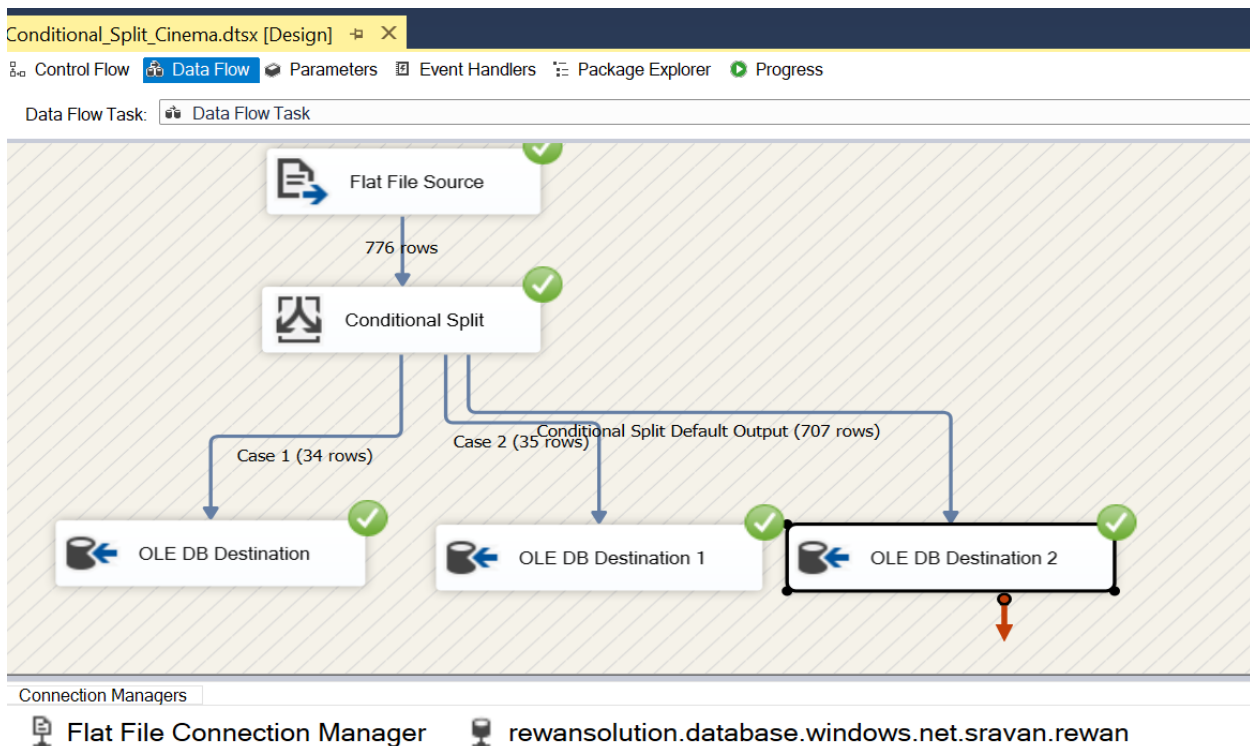 Conditional_Split_Cinema.dtsx [Design]
Control Flow Data Flow Parameters Event Handlers Package Explorer Progress
Data Flow Task: Data Flow Task
Flat File Source
776 rows
Conditional Split
Conditional Split Default Output (707 rows)
Case 2 (35 rows)
Case 1 (34 rows)
OLE DB Destination
OLE DB Destination 1
OLE DB Destination 2
Connection Managers
Flat File Connection Manager rewansolution.database.windows.net.sravan.rewan